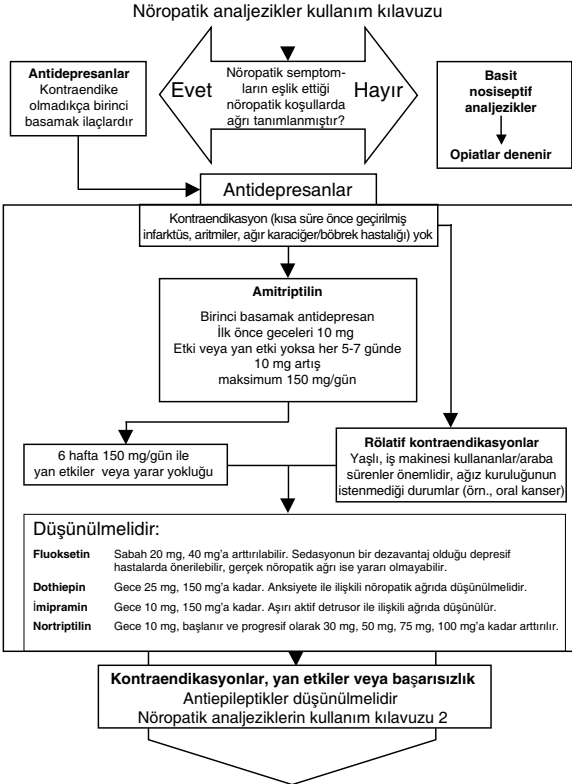 Nöropatik analjezikler kullanım kılavuzu
Antidepresanlar
Kontraendike
olmadıkça birinci
basamak ilaçlardır
Evet
Nöropatik semptom-
ların eşlik ettiği
nöropatik koşullarda
ağrı tanımlanmıştır?
Hayır
Basit
nosiseptif
analjezikler
Opiatlar denenir
Antidepresanlar
Kontraendikasyon (kısa süre önce geçirilmiş
infarktüs, aritmiler, ağır karaciğer/böbrek hastalığı) yok
Amitriptilin
Birinci basamak antidepresan
İlk önce geceleri 10 mg
Etki veya yan etki yoksa her 5-7 günde
10 mg artış
maksimum 150 mg/gün
6 hafta 150 mg/gün ile
yan etkiler veya yarar yokluğu
Rölatif kontraendikasyonlar
Yaşlı, iş makinesi kullananlar/araba
sürenler önemlidir, ağız kuruluğunun
istenmediği durumlar (örn., oral kanser)
Düşünülmelidir:
Fluoksetin Sabah 20 mg, 40 mg'a arttırılabilir. Sedasyonun bir dezavantaj olduğu depresif
hastalarda önerilebilir, gerçek nöropatik ağrı ise yararı olmayabilir.
Dothiepin Gece 25 mg, 150 mg'a kadar. Anksiyete ile ilişkili nöropatik ağrıda düşünülmelidir.
İmipramin Gece 10 mg, 150 mg'a kadar. Aşırı aktif detrusor ile ilişkili ağrıda düşünülür.
Nortriptilin Gece 10 mg, başlanır ve progresif olarak 30 mg, 50 mg, 75 mg, 100 mg'a kadar arttırılır.
Kontraendikasyonlar, yan etkiler veya başarısızlık
Antiepileptikler düşünülmelidir
Nöropatik analjeziklerin kullanım kılavuzu 2